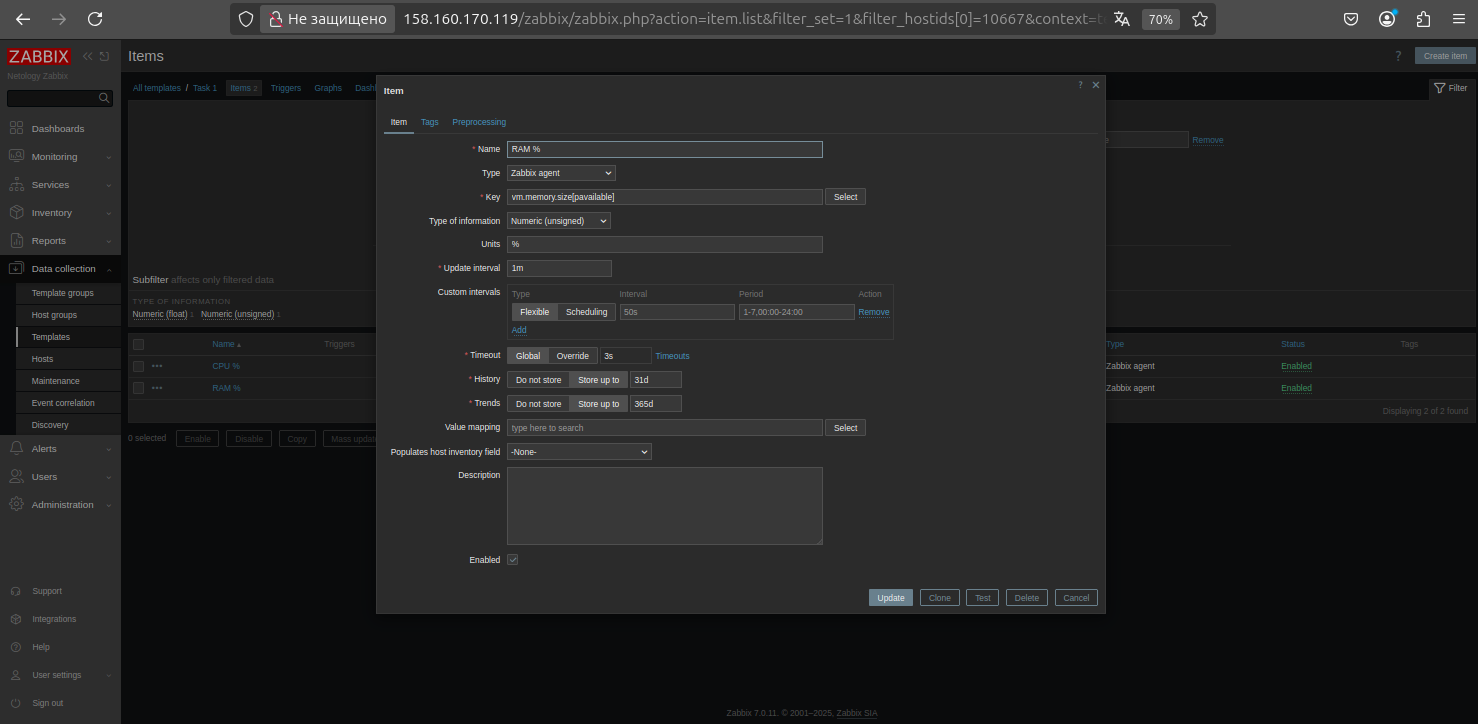 Не защищено 158.160.170.119/zabbix/zabbix.php?action=item.list&filter_set=1&filter_hostids[0]=10667&context=te 70%
ZABBIX
Netology Zabbix
Dashboards
Monitoring
Services
Inventory
Reports
Data collection
Template groups
Host groups
Templates
Hosts
Maintenance
Event correlation
Discovery
Alerts
Users
Administration
Support
Integrations
Help
User settings
Sign out
Items
? Create item
All templates / Task 1 Items 2 Triggers Graphs Dash
Filter
Remove
Subfilter affects only filtered data
TYPE OF INFORMATION
Numeric (float) 1 Numeric (unsigned) 1
Name Triggers Type Status Tags
CPU % Zabbix agent Enabled
RAM % Zabbix agent Enabled
Displaying 2 of 2 found
0 selected Enable Disable Copy Mass update
Item ?
Item Tags Preprocessing
* Name RAM %
Type Zabbix agent
* Key vm.memory.size[pavailable] Select
Type of information Numeric (unsigned)
Units %
* Update interval 1m
Custom intervals Type Interval Period Action
Flexible Scheduling 50s 1-7,00:00-24:00 Remove
Add
* Timeout Global Override 3s Timeouts
* History Do not store Store up to 31d
* Trends Do not store Store up to 365d
Value mapping type here to search Select
Populates host inventory field -None-
Description
Enabled
Update Clone Test Delete Cancel
Zabbix 7.0.11. © 2001–2025, Zabbix SIA